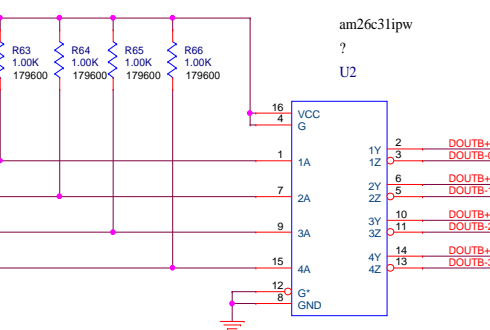 am26c31ipw
?
U2
R63 R64 R65 R66
1.00K 1.00K 1.00K 1.00K
179600 179600 179600 179600
16 VCC
4 G
1 1A 1Y 2 DOUTB+
1Z 3 DOUTB-0
7 2A 2Y 6 DOUTB+
2Z 5 DOUTB-1
9 3A 3Y 10 DOUTB+
3Z 11 DOUTB-2
15 4A 4Y 14 DOUTB+
4Z 13 DOUTB-3
12 G*
8 GND